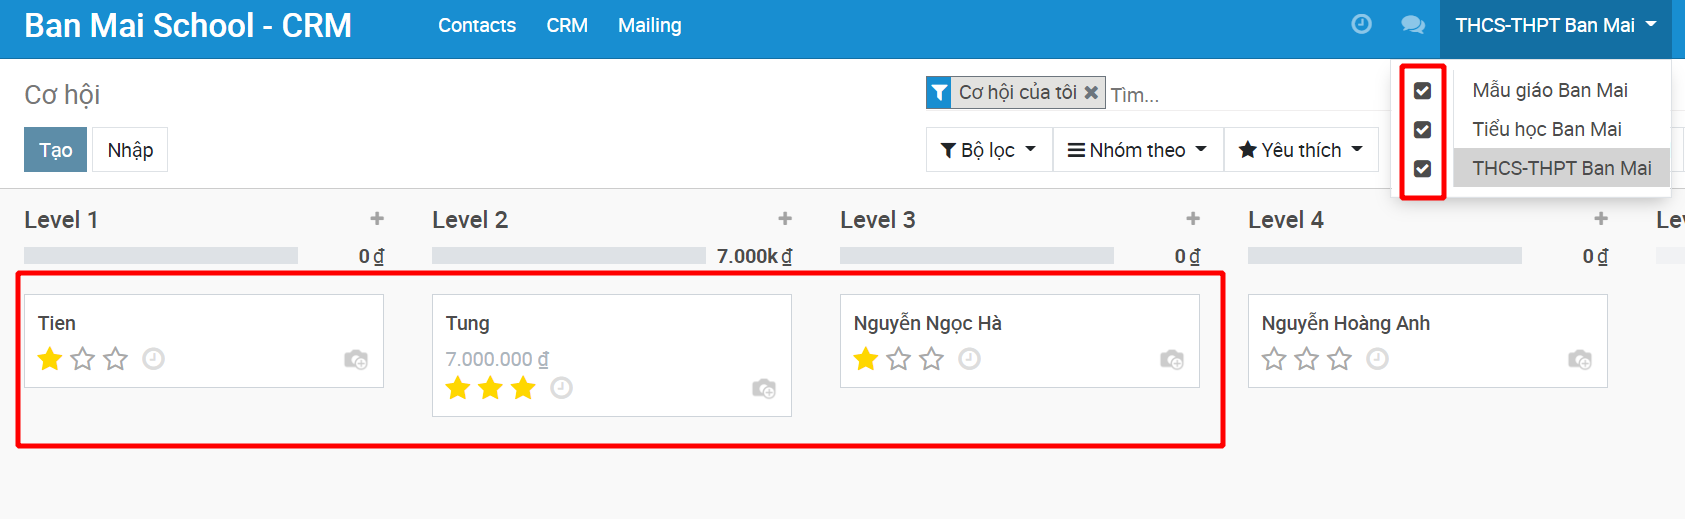 Ban Mai School - CRM
Contacts CRM Mailing
THCS-THPT Ban Mai
Cơ hội
Cơ hội của tôi
Tìm...
Mẫu giáo Ban Mai
Tiểu học Ban Mai
THCS-THPT Ban Mai
Tạo
Nhập
Bộ lọc
Nhóm theo
Yêu thích
Level 1
Level 2
Level 3
Level 4
Lev
0 ₫
7.000k ₫
0 ₫
0 ₫
Tien
Tung
7.000.000 ₫
Nguyễn Ngọc Hà
Nguyễn Hoàng Anh